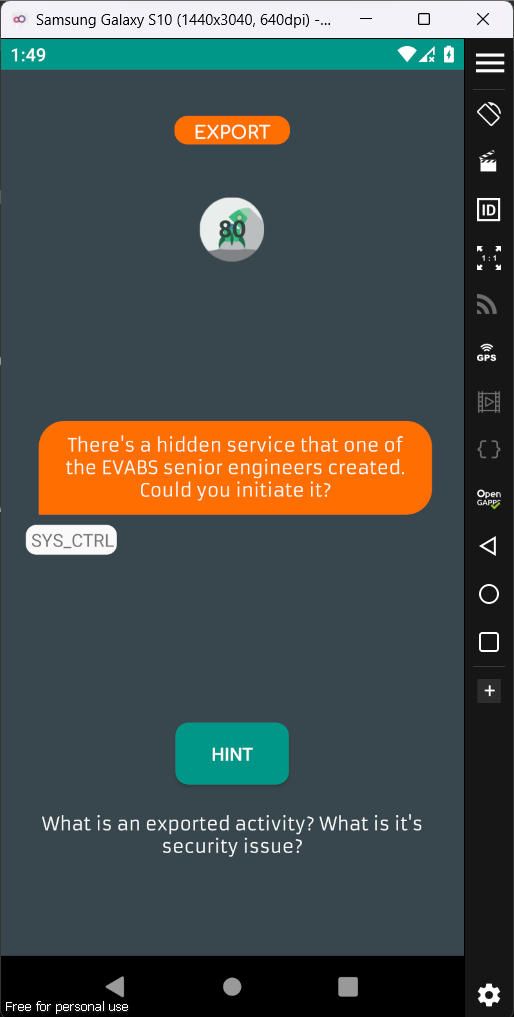 Samsung Galaxy S10 (1440x3040, 640dpi) -...
1:49
EXPORT
ID
80
1 : 1
GPS
There's a hidden service that one of
the EVABS senior engineers created.
Could you initiate it?
Open
GAPPS
SYS_CTRL
HINT
What is an exported activity? What is it's
security issue?
Free for personal use